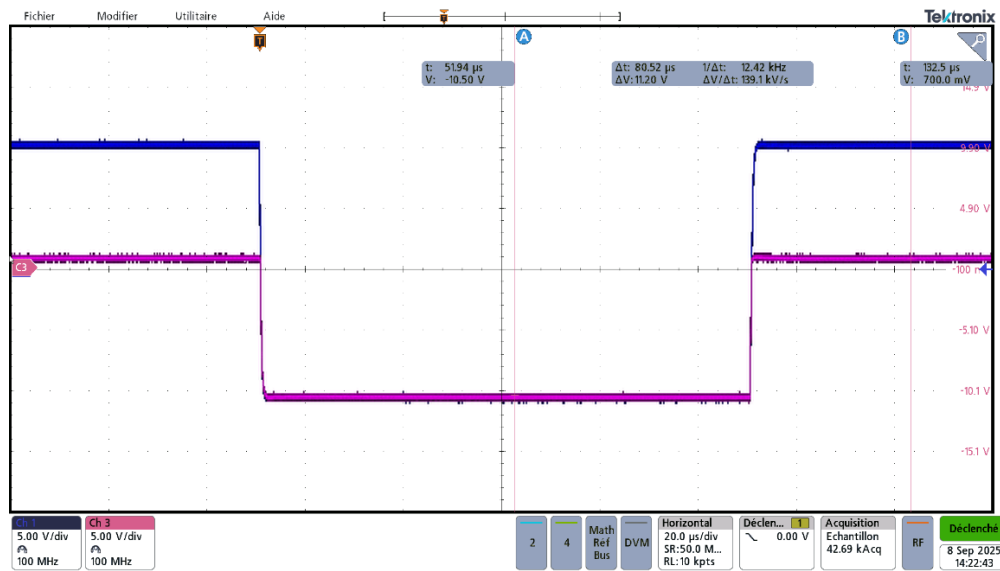 Fichier Modifier Utilitaire Aide
Tektronix
T
T
A
B
t: 51.94 µs
V: -10.50 V
Δt: 80.52 µs 1/Δt: 12.42 kHz
ΔV: 11.20 V ΔV/Δt: 139.1 kV/s
t: 132.5 µs
V: 700.0 mV
14.9 V
9.90 V
4.90 V
C3
-100
-5.10 V
-10.1 V
-15.1 V
Ch 1
5.00 V/div
100 MHz
Ch 3
5.00 V/div
100 MHz
2
4
Math
Réf
Bus
DVM
Horizontal
20.0 µs/div
SR:50.0 M...
RL:10 kpts
Déclen... 1
0.00 V
Acquisition
Echantillon
42.69 kAcq
RF
Déclenché
8 Sep 2025
14:22:43